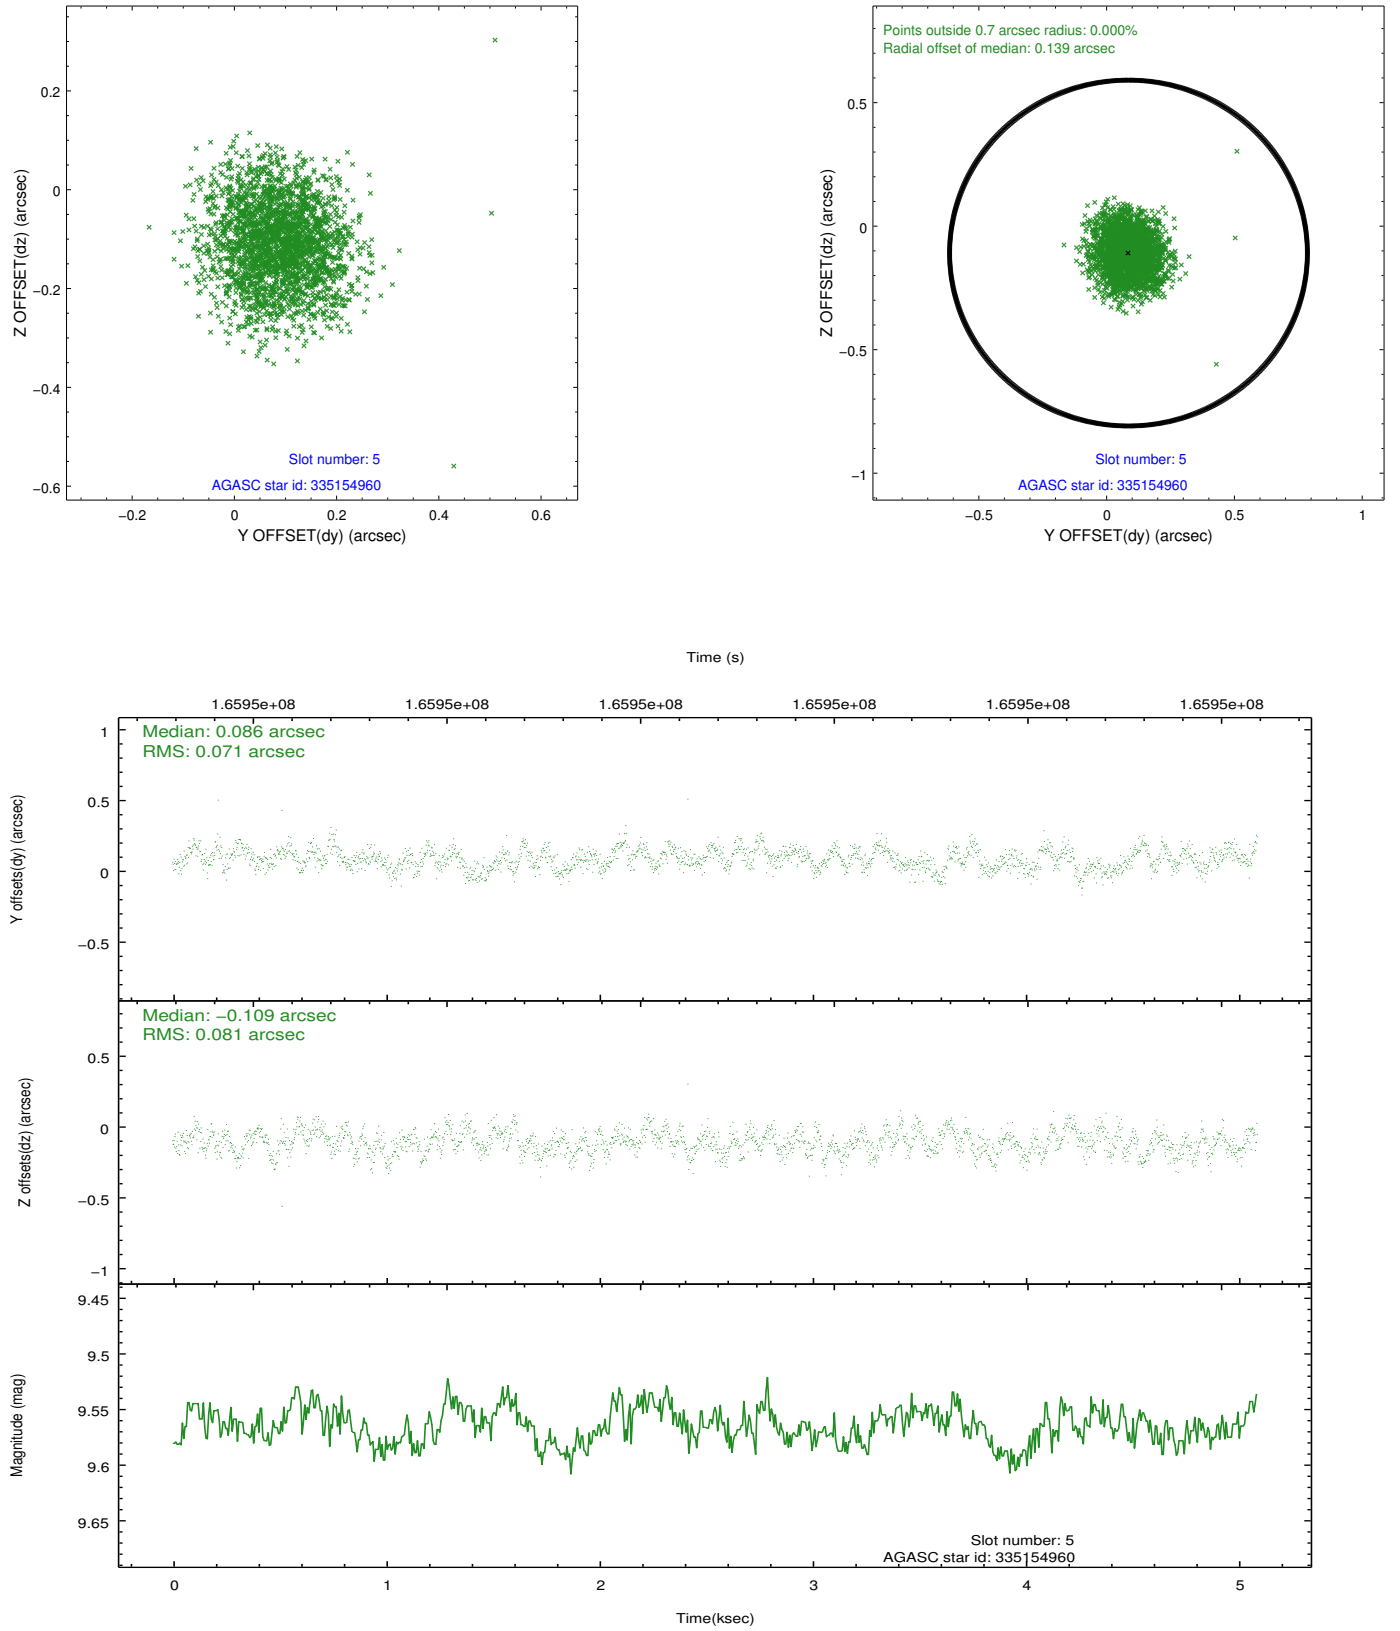 0.2
0
−0.2
−0.4
−0.6
Z OFFSET(dz) (arcsec)
Slot number: 5
AGASC star id: 335154960
−0.2 0 0.2 0.4 0.6
Y OFFSET(dy) (arcsec)
Points outside 0.7 arcsec radius: 0.000%
Radial offset of median: 0.139 arcsec
0.5
0
−0.5
−1
Z OFFSET(dz) (arcsec)
Slot number: 5
AGASC star id: 335154960
−0.5 0 0.5 1
Y OFFSET(dy) (arcsec)
Time (s)
1.6595e+08 1.6595e+08 1.6595e+08 1.6595e+08 1.6595e+08 1.6595e+08
Median: 0.086 arcsec
RMS: 0.071 arcsec
1
0.5
0
−0.5
Y offsets(dy) (arcsec)
Median: −0.109 arcsec
RMS: 0.081 arcsec
0.5
0
−0.5
−1
Z offsets(dz) (arcsec)
9.45
9.5
9.55
9.6
9.65
Magnitude (mag)
Slot number: 5
AGASC star id: 335154960
0 1 2 3 4 5
Time(ksec)